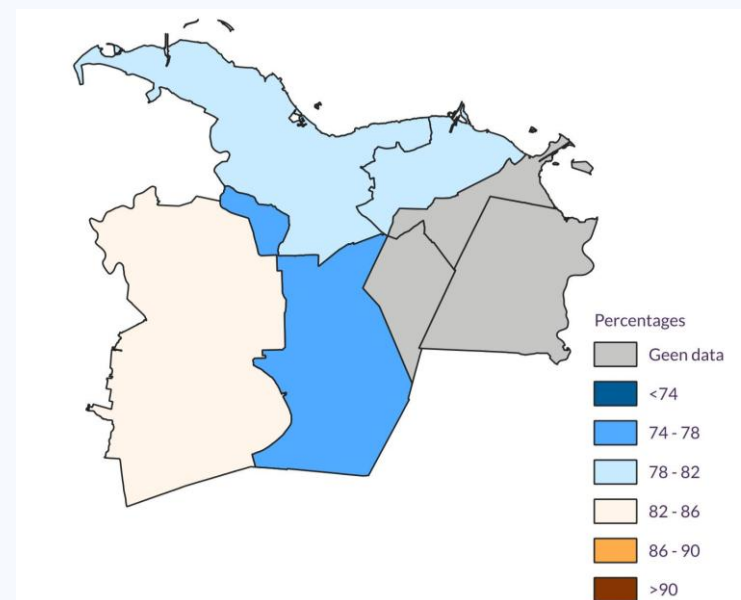 Percentages
Geen data
<74
74 - 78
78 - 82
82 - 86
86 - 90
>90